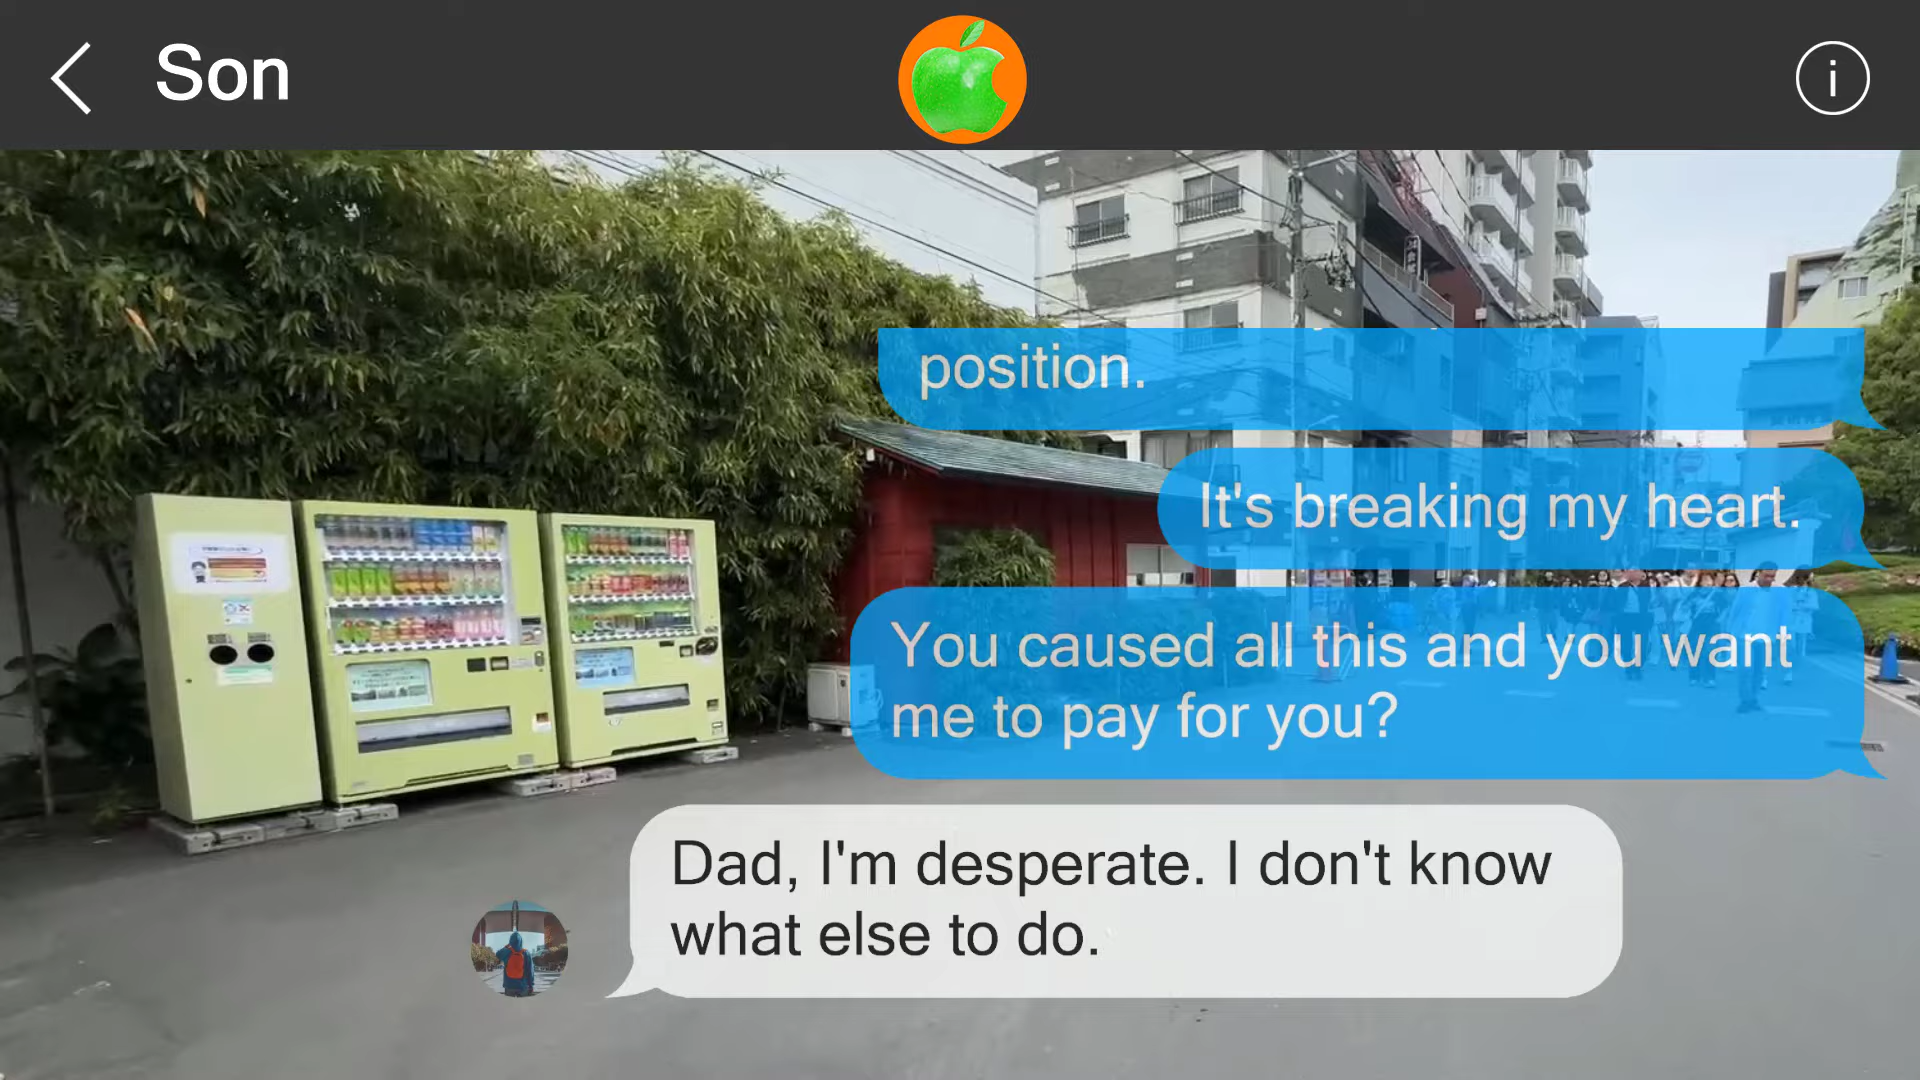 Son
position.
It's breaking my heart.
You caused all this and you want
me to pay for you?
Dad, I'm desperate. I don't know
what else to do.